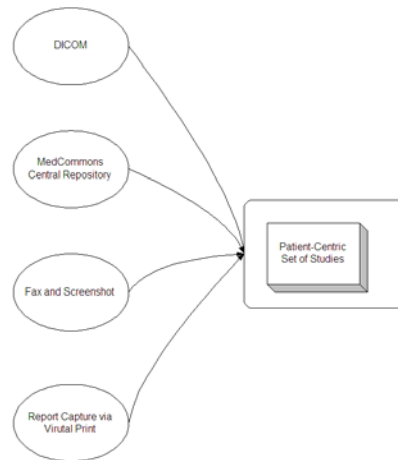 DICOM
MedCommons
Central Repository
Patient-Centric
Set of Studies
Fax and Screenshot
Report Capture via
Virutal Print